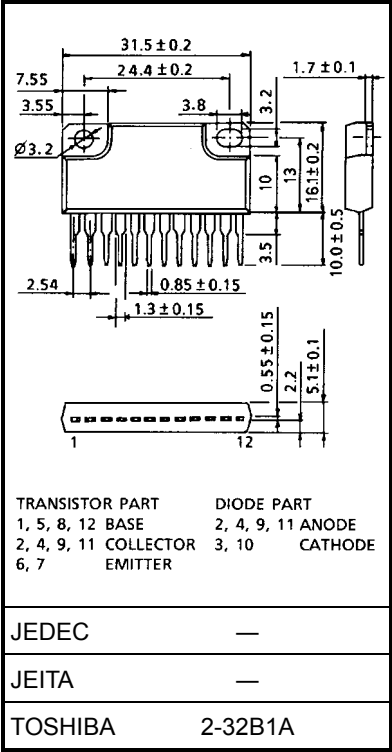 31.5±0.2
24.4±0.2
1.7±0.1
7.55
3.55
3.8
3.2
Ø3.2
10
13
16.1±0.2
3.5
10.0±0.5
2.54
0.85±0.15
1.3±0.15
0.55±0.15
2.2
5.1±0.1
1 12
TRANSISTOR PART DIODE PART
1, 5, 8, 12 BASE 2, 4, 9, 11 ANODE
2, 4, 9, 11 COLLECTOR 3, 10 CATHODE
6, 7 EMITTER
JEDEC —
JEITA —
TOSHIBA 2-32B1A